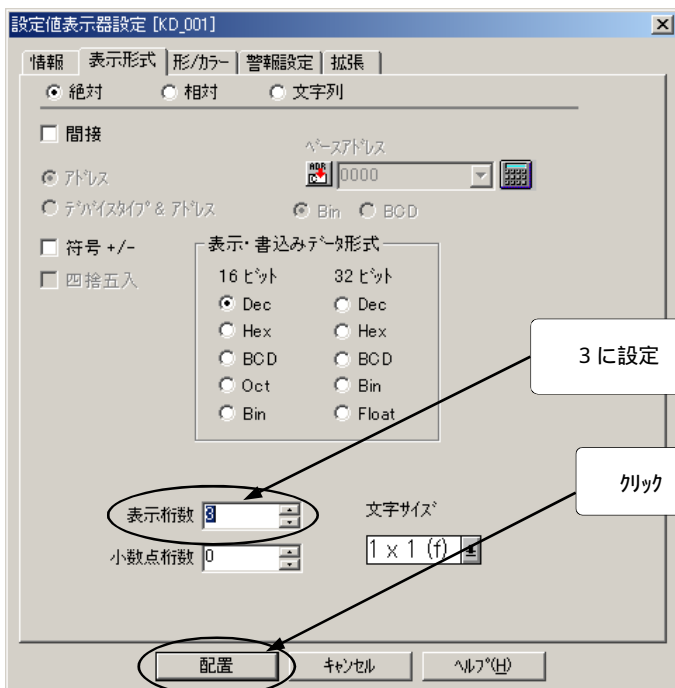 設定値表示器設定 [KD_001]
情報 表示形式 形/ｶﾗｰ 警報設定 拡張
絶対 相対 文字列
間接
ﾍﾞｰｽｱﾄﾞﾚｽ
ｱﾄﾞﾚｽ
ADR
0000
ﾃﾞﾊﾞｲｽﾀｲﾌﾟ & ｱﾄﾞﾚｽ
Bin BCD
符号 +/-
四捨五入
表示・書込みﾃﾞｰﾀ形式
16 ﾋﾞｯﾄ 32 ﾋﾞｯﾄ
Dec Dec
Hex Hex
BCD BCD
Oct Bin
Bin Float
3 に設定
ｸﾘｯｸ
表示桁数 3
文字ｻｲｽﾞ
小数点桁数 0
1 x 1 (f)
配置 ｷｬﾝｾﾙ ﾍﾙﾌﾟ(H)